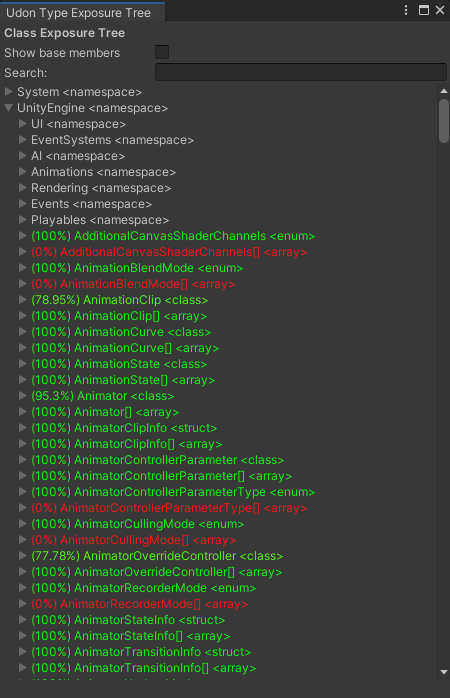 Udon Type Exposure Tree
Class Exposure Tree
Show base members
Search:
System <namespace>
UnityEngine <namespace>
UI <namespace>
EventSystems <namespace>
AI <namespace>
Animations <namespace>
Rendering <namespace>
Events <namespace>
Playables <namespace>
(100%) AdditionalCanvasShaderChannels <enum>
(0%) AdditionalCanvasShaderChannels[] <array>
(100%) AnimationBlendMode <enum>
(0%) AnimationBlendMode[] <array>
(78.95%) AnimationClip <class>
(100%) AnimationClip[] <array>
(100%) AnimationCurve <class>
(100%) AnimationCurve[] <array>
(100%) AnimationState <class>
(100%) AnimationState[] <array>
(95.3%) Animator <class>
(100%) Animator[] <array>
(100%) AnimatorClipInfo <struct>
(100%) AnimatorClipInfo[] <array>
(100%) AnimatorControllerParameter <class>
(100%) AnimatorControllerParameter[] <array>
(100%) AnimatorControllerParameterType <enum>
(0%) AnimatorControllerParameterType[] <array>
(100%) AnimatorCullingMode <enum>
(0%) AnimatorCullingMode[] <array>
(77.78%) AnimatorOverrideController <class>
(100%) AnimatorOverrideController[] <array>
(100%) AnimatorRecorderMode <enum>
(0%) AnimatorRecorderMode[] <array>
(100%) AnimatorStateInfo <struct>
(100%) AnimatorStateInfo[] <array>
(100%) AnimatorTransitionInfo <struct>
(100%) AnimatorTransitionInfo[] <array>